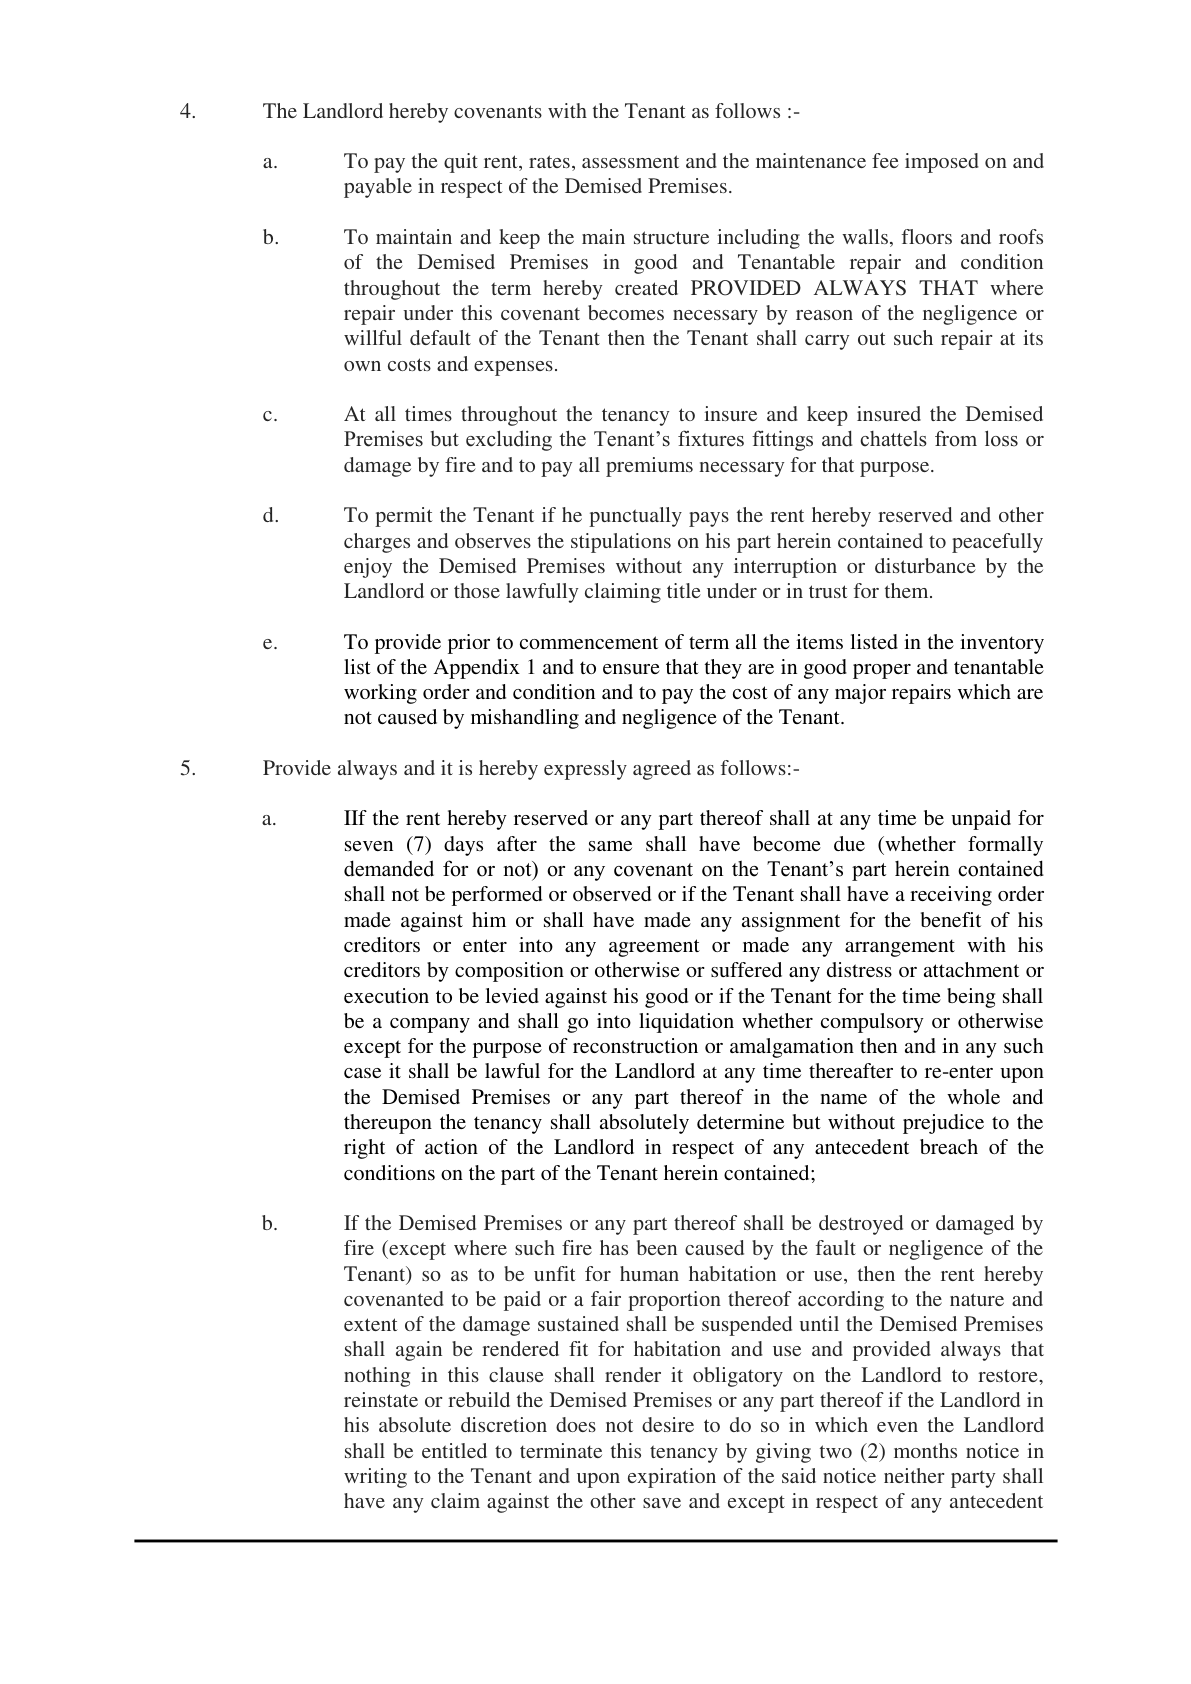 4. The Landlord hereby covenants with the Tenant as follows :-
a. To pay the quit rent, rates, assessment and the maintenance fee imposed on and
payable in respect of the Demised Premises.
b. To maintain and keep the main structure including the walls, floors and roofs
of the Demised Premises in good and Tenantable repair and condition
throughout the term hereby created PROVIDED ALWAYS THAT where
repair under this covenant becomes necessary by reason of the negligence or
willful default of the Tenant then the Tenant shall carry out such repair at its
own costs and expenses.
c. At all times throughout the tenancy to insure and keep insured the Demised
Premises but excluding the Tenant’s fixtures fittings and chattels from loss or
damage by fire and to pay all premiums necessary for that purpose.
d. To permit the Tenant if he punctually pays the rent hereby reserved and other
charges and observes the stipulations on his part herein contained to peacefully
enjoy the Demised Premises without any interruption or disturbance by the
Landlord or those lawfully claiming title under or in trust for them.
e. To provide prior to commencement of term all the items listed in the inventory
list of the Appendix 1 and to ensure that they are in good proper and tenantable
working order and condition and to pay the cost of any major repairs which are
not caused by mishandling and negligence of the Tenant.
5. Provide always and it is hereby expressly agreed as follows:-
a. IIf the rent hereby reserved or any part thereof shall at any time be unpaid for
seven (7) days after the same shall have become due (whether formally
demanded for or not) or any covenant on the Tenant’s part herein contained
shall not be performed or observed or if the Tenant shall have a receiving order
made against him or shall have made any assignment for the benefit of his
creditors or enter into any agreement or made any arrangement with his
creditors by composition or otherwise or suffered any distress or attachment or
execution to be levied against his good or if the Tenant for the time being shall
be a company and shall go into liquidation whether compulsory or otherwise
except for the purpose of reconstruction or amalgamation then and in any such
case it shall be lawful for the Landlord at any time thereafter to re-enter upon
the Demised Premises or any part thereof in the name of the whole and
thereupon the tenancy shall absolutely determine but without prejudice to the
right of action of the Landlord in respect of any antecedent breach of the
conditions on the part of the Tenant herein contained;
b. If the Demised Premises or any part thereof shall be destroyed or damaged by
fire (except where such fire has been caused by the fault or negligence of the
Tenant) so as to be unfit for human habitation or use, then the rent hereby
covenanted to be paid or a fair proportion thereof according to the nature and
extent of the damage sustained shall be suspended until the Demised Premises
shall again be rendered fit for habitation and use and provided always that
nothing in this clause shall render it obligatory on the Landlord to restore,
reinstate or rebuild the Demised Premises or any part thereof if the Landlord in
his absolute discretion does not desire to do so in which even the Landlord
shall be entitled to terminate this tenancy by giving two (2) months notice in
writing to the Tenant and upon expiration of the said notice neither party shall
have any claim against the other save and except in respect of any antecedent